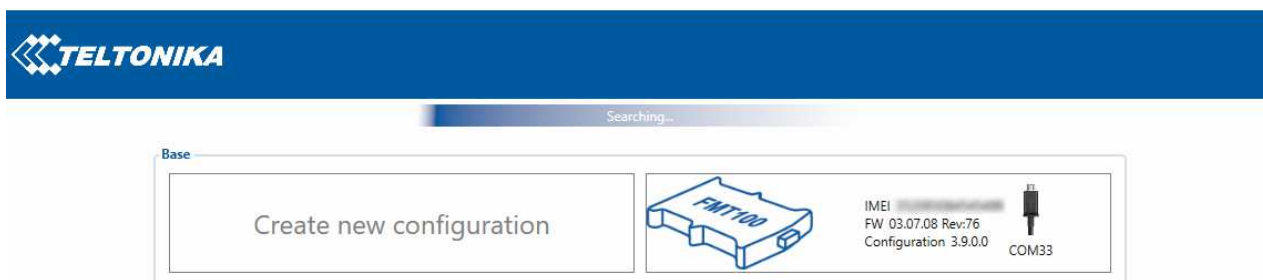 TELTONIKA
Searching...
Base
Create new configuration
FMT100
IMEI
FW 03.07.08 Rev:76
Configuration 3.9.0.0
COM33